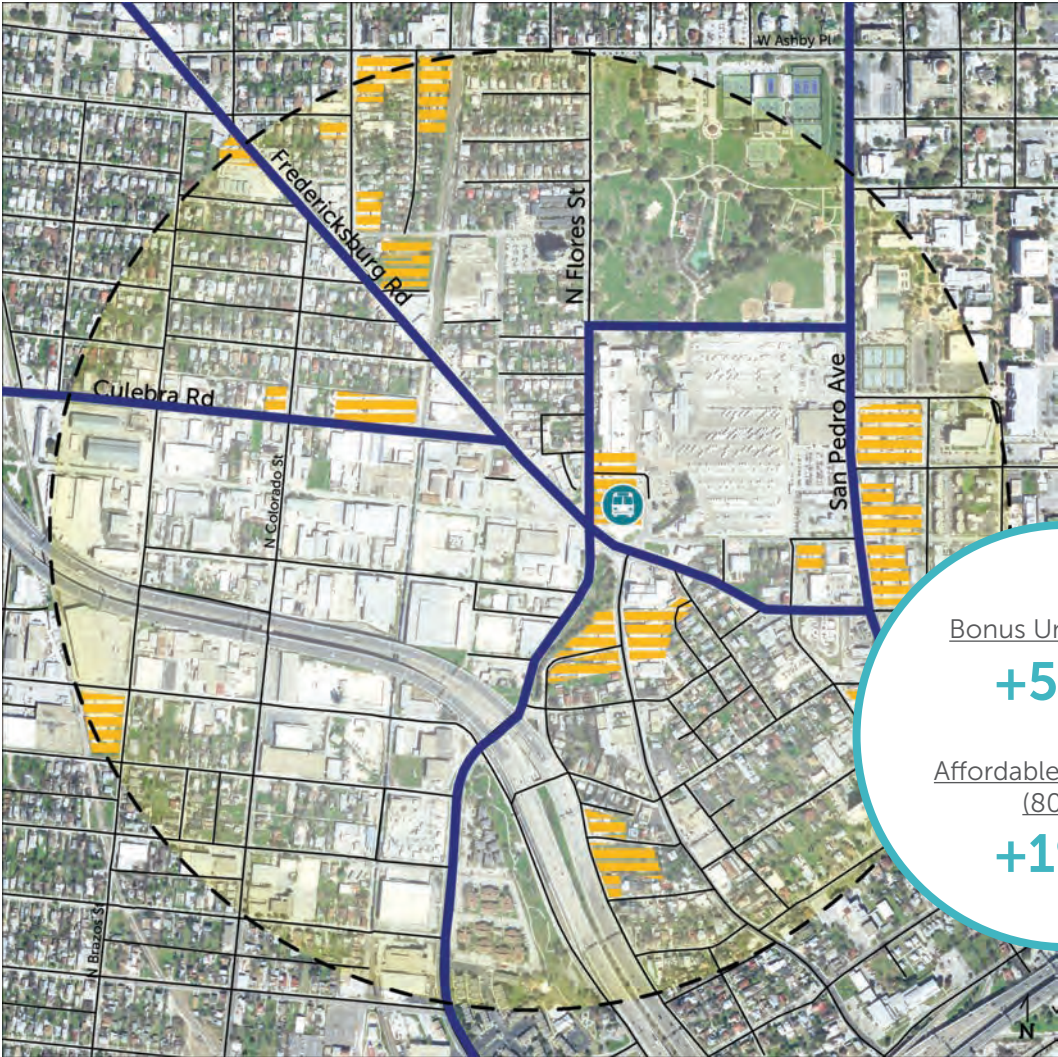 W Ashby Pl
Fredericksburg Rd
N Flores St
Culebra Rd
San Pedro Ave
N Colorado St
Bonus
+5
Affordable
(80
+1
N Brazos St
N